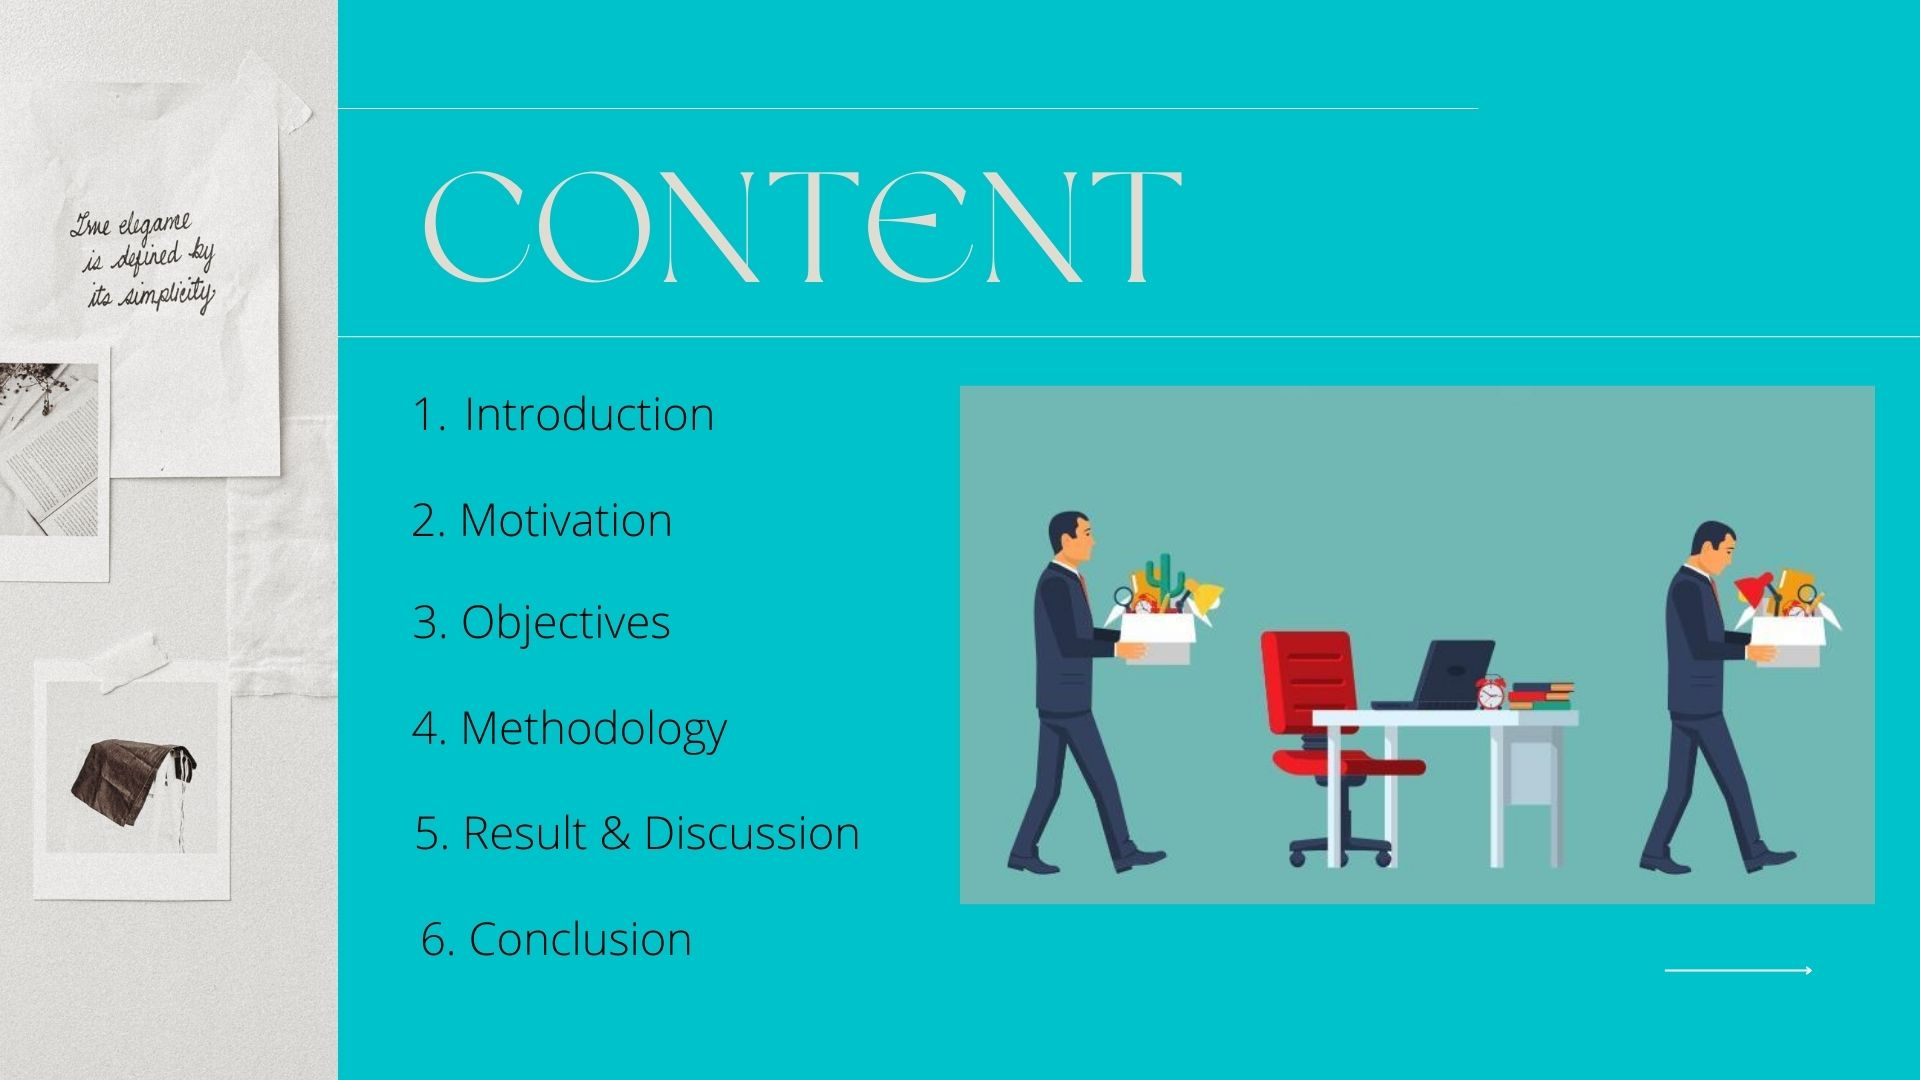 True elegance
is defined by
its simplicity
CONTENT
1. Introduction
2. Motivation
3. Objectives
4. Methodology
5. Result & Discussion
6. Conclusion